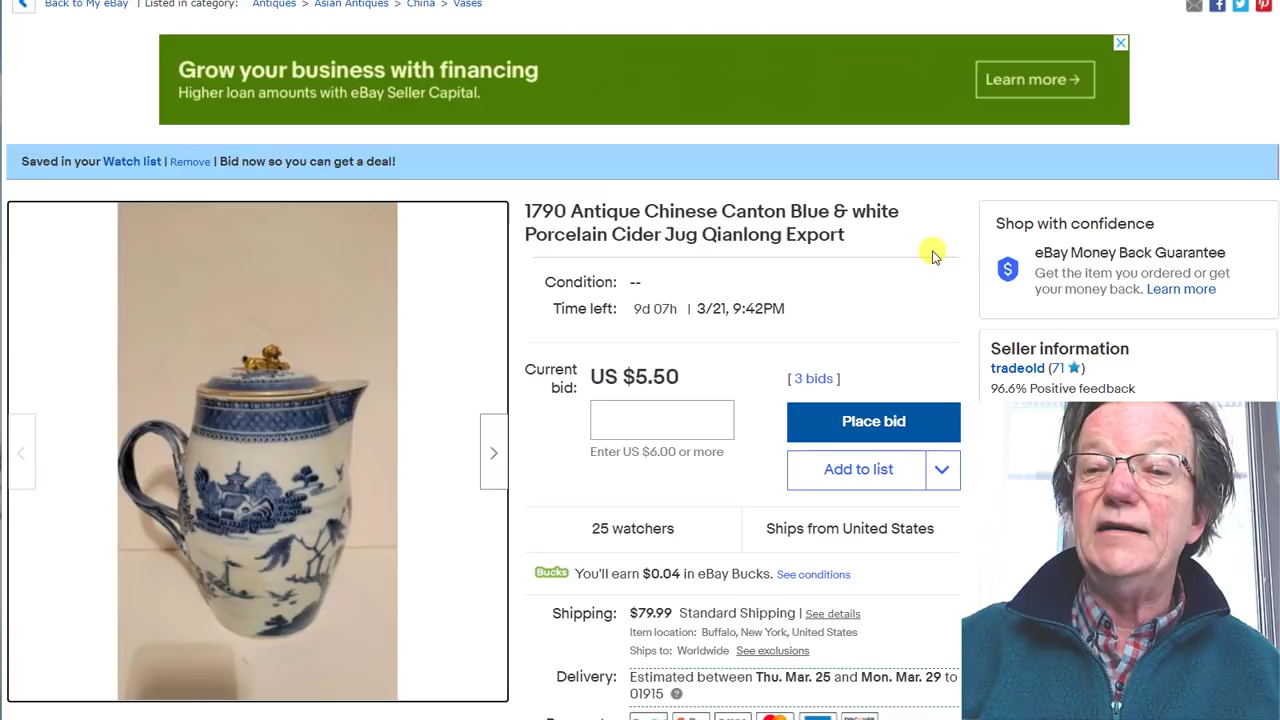 Back to My eBay | Listed in category: Antiques > Asian Antiques > China > Vases
Grow your business with financing
Higher loan amounts with eBay Seller Capital.
Learn more →
Saved in your Watch list | Remove | Bid now so you can get a deal!
1790 Antique Chinese Canton Blue & white
Porcelain Cider Jug Qianlong Export
Condition: --
Time left: 9d 07h | 3/21, 9:42PM
Current
bid:
US $5.50
[ 3 bids ]
Place bid
Enter US $6.00 or more
Add to list
25 watchers
Ships from United States
Bucks You'll earn $0.04 in eBay Bucks. See conditions
Shipping: $79.99 Standard Shipping | See details
Item location: Buffalo, New York, United States
Ships to: Worldwide See exclusions
Delivery: Estimated between Thu. Mar. 25 and Mon. Mar. 29 to
01915
Shop with confidence
eBay Money Back Guarantee
Get the item you ordered or get
your money back. Learn more
Seller information
tradeold (71 ★)
96.6% Positive feedback